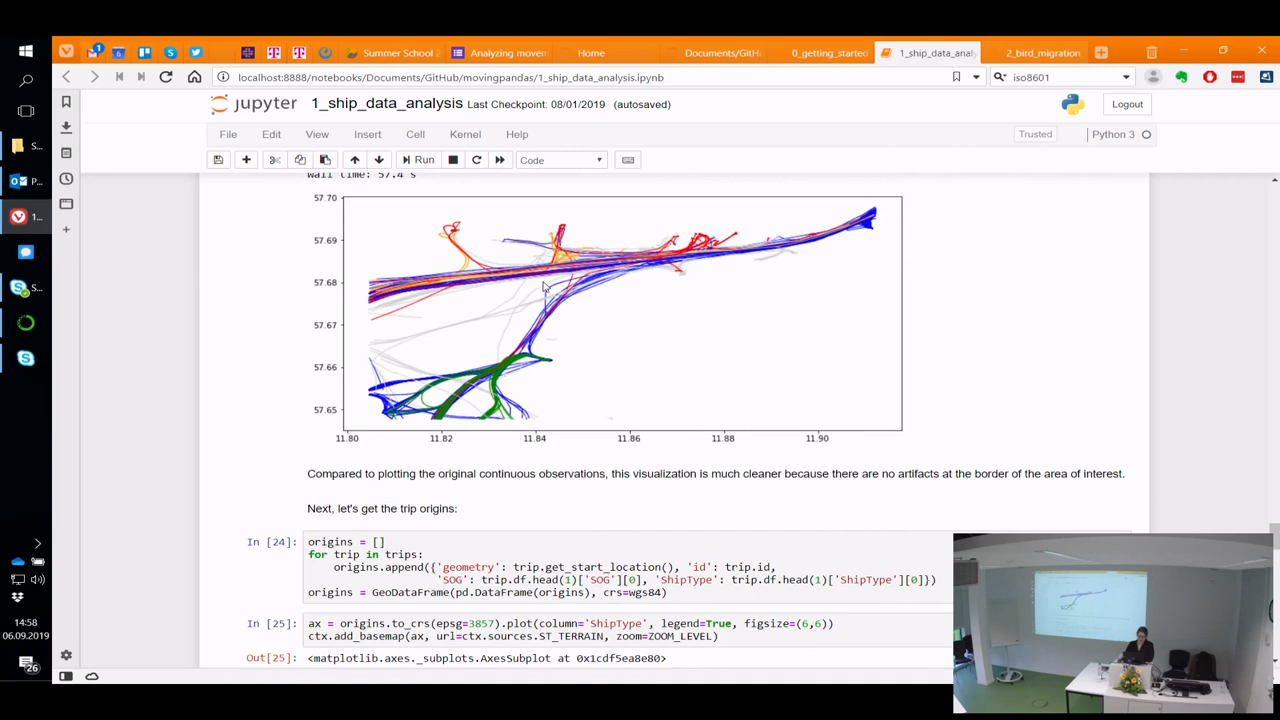 1
6
Summer School 2
Analyzing movem
Home
Documents/GitH
0_getting_started
1_ship_data_analy
2_bird_migration
localhost:8888/notebooks/Documents/GitHub/movingpandas/1_ship_data_analysis.ipynb
iso8601
jupyter
1_ship_data_analysis Last Checkpoint: 08/01/2019 (autosaved)
Logout
File Edit View Insert Cell Kernel Help
Trusted
Python 3
Run
Code
S...
P...
1...
S...
Wall time: 57.4 s
57.70
57.69
57.68
57.67
57.66
57.65
11.80 11.82 11.84 11.86 11.88 11.90
Compared to plotting the original continuous observations, this visualization is much cleaner because there are no artifacts at the border of the area of interest.
Next, let's get the trip origins:
In [24]: origins = []
for trip in trips:
origins.append({'geometry': trip.get_start_location(), 'id': trip.id,
'SOG': trip.df.head(1)['SOG'][0], 'ShipType': trip.df.head(1)['ShipType'][0]})
origins = GeoDataFrame(pd.DataFrame(origins), crs=wgs84)
In [25]: ax = origins.to_crs(epsg=3857).plot(column='ShipType', legend=True, figsize=(6,6))
ctx.add_basemap(ax, url=ctx.sources.ST_TERRAIN, zoom=ZOOM_LEVEL)
Out[25]: <matplotlib.axes._subplots.AxesSubplot at 0x1cdf5ea8e80>
14:58
06.09.2019
26